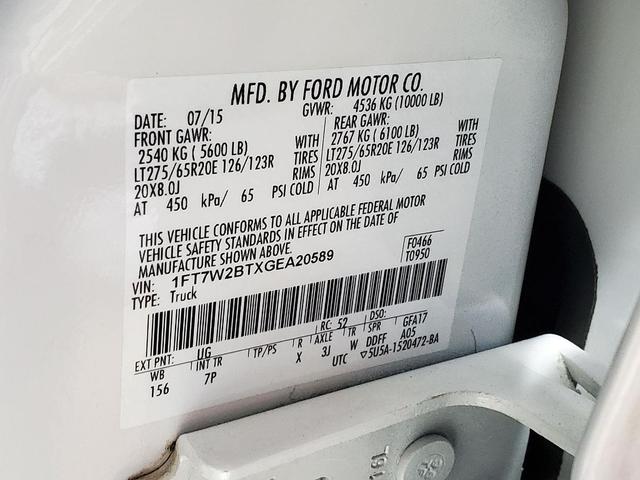 MFD. BY FORD MOTOR CO.
DATE: 07/15 GVWR: 4536 KG (10000 LB)
FRONT GAWR: REAR GAWR:
2540 KG ( 5600 LB) WITH 2767 KG ( 6100 LB) WITH
LT275/65R20E 126/123R TIRES LT275/65R20E 126/123R TIRES
20X8.0J RIMS 20X8.0J RIMS
AT 450 kPa/ 65 PSI COLD AT 450 kPa/ 65 PSI COLD
THIS VEHICLE CONFORMS TO ALL APPLICABLE FEDERAL MOTOR
VEHICLE SAFETY STANDARDS IN EFFECT ON THE DATE OF
MANUFACTURE SHOWN ABOVE.
F0466
T0950
VIN: 1FT7W2BTXGEA20589
TYPE: Truck
EXT PNT: UG RC: 52 DSO:
WB INT TR TP/PS R AXLE TR SPR GFA17
156 7P X 3J W DDFF A05
UTC ▽5U5A-1520472-BA